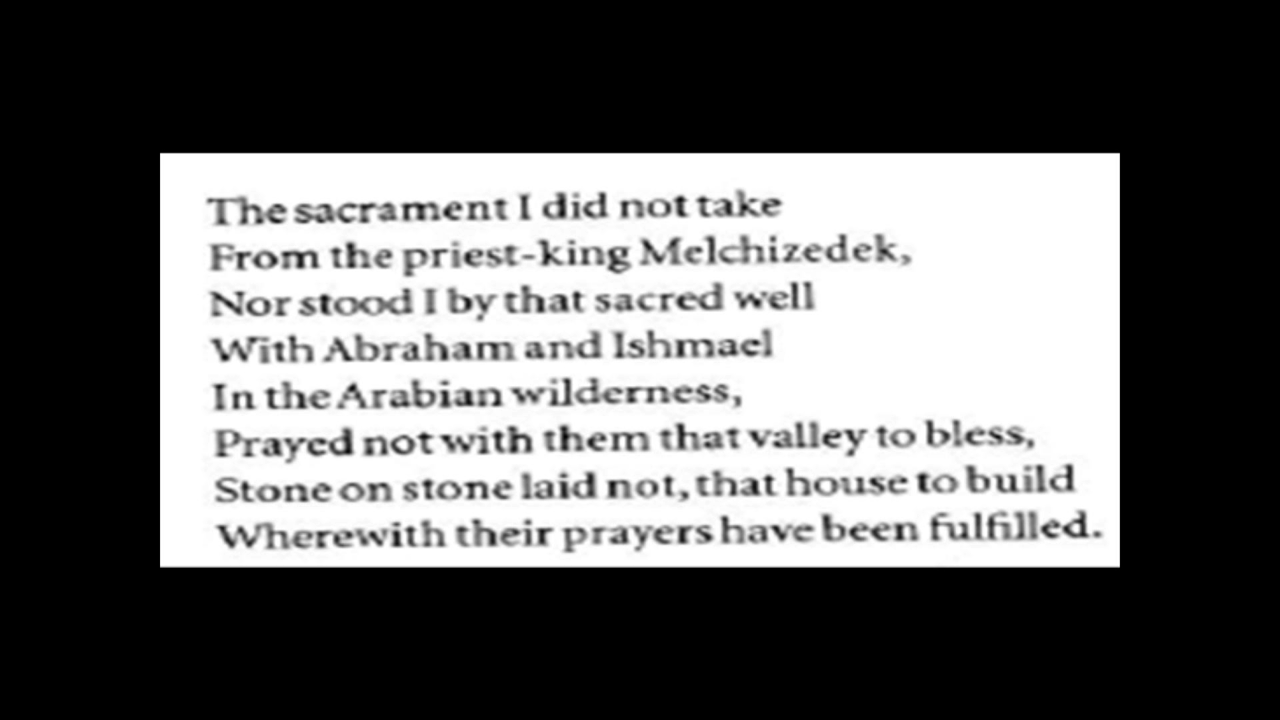 The sacrament I did not take
From the priest-king Melchizedek,
Nor stood I by that sacred well
With Abraham and Ishmael
In the Arabian wilderness,
Prayed not with them that valley to bless,
Stone on stone laid not, that house to build
Wherewith their prayers have been fulfilled.